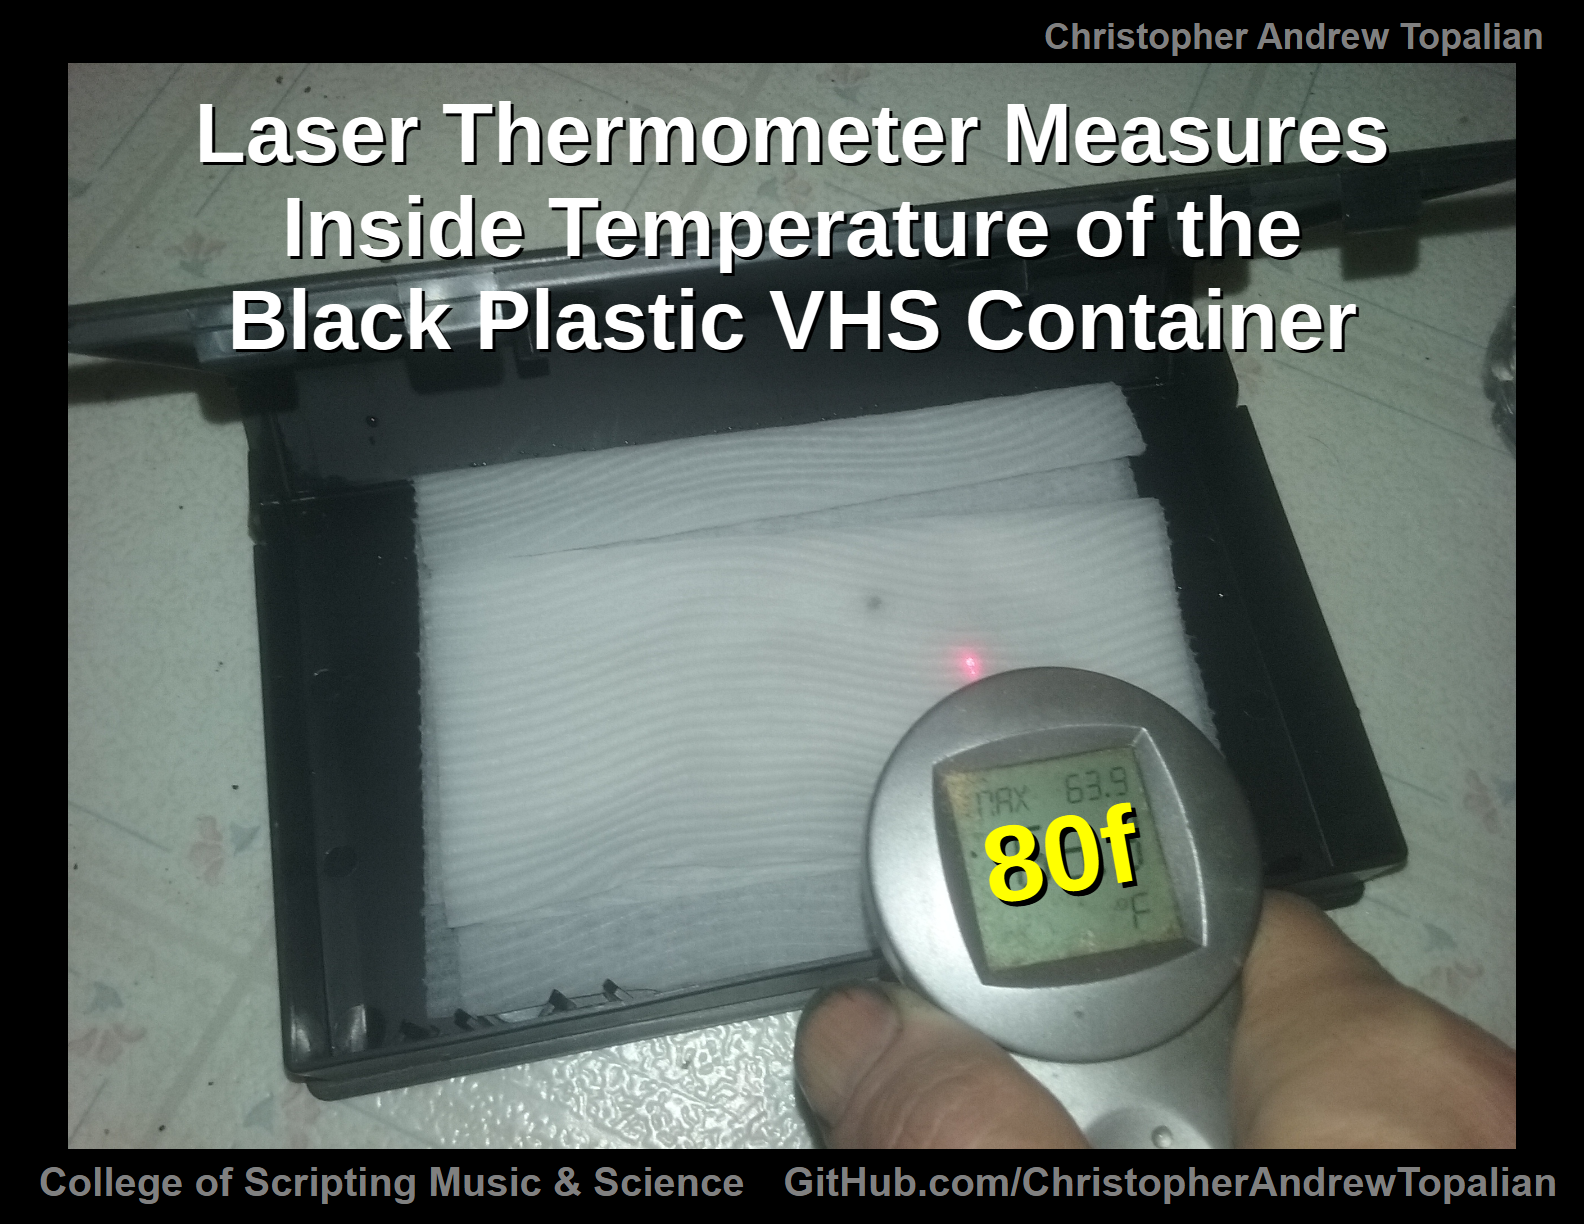 Christopher Andrew Topalian
Laser Thermometer Measures
Inside Temperature of the
Black Plastic VHS Container
MAX 63.9
80f
°F
College of Scripting Music & Science GitHub.com/ChristopherAndrewTopalian